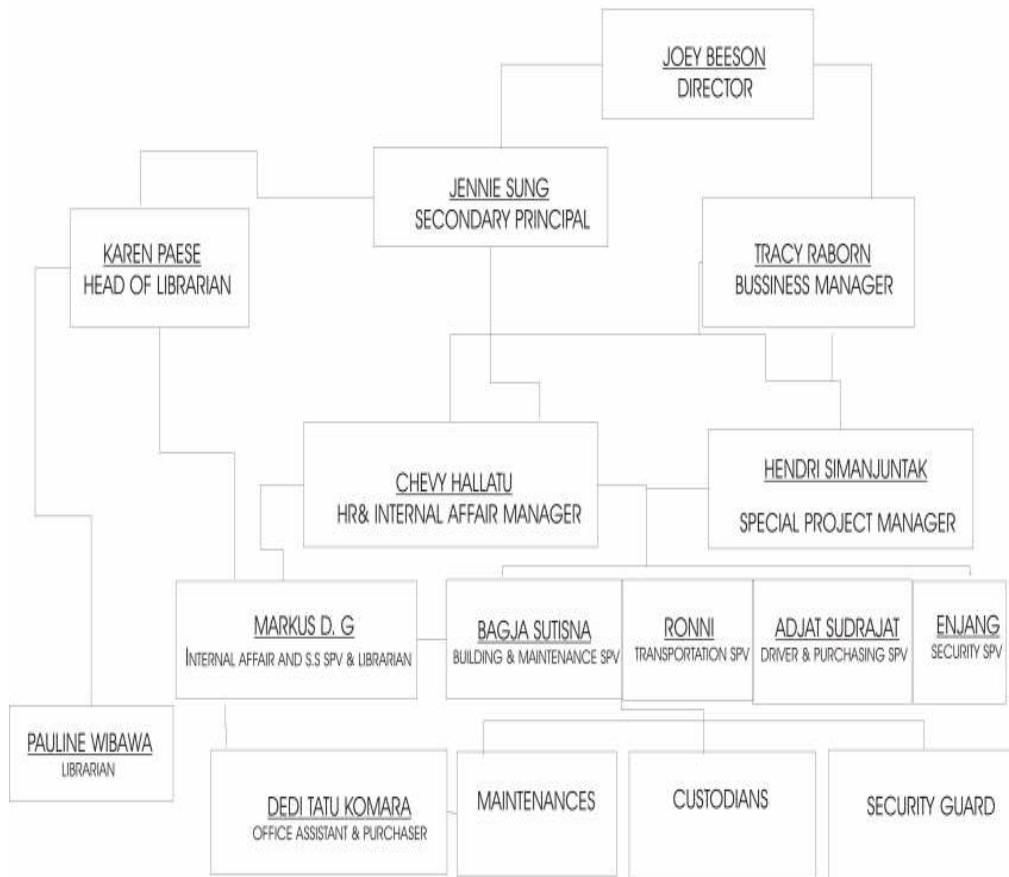 JOEY BEESON
DIRECTOR
JENNIE SUNG
SECONDARY PRINCIPAL
KAREN PAESE
HEAD OF LIBRARIAN
TRACY RABORN
BUSSINESS MANAGER
CHEVY HALLATU
HR& INTERNAL AFFAIR MANAGER
HENDRI SIMANJUNTAK
SPECIAL PROJECT MANAGER
MARKUS D. G
INTERNAL AFFAIR AND S.S SPV & LIBRARIAN
BAGJA SUTISNA
BUILDING & MAINTENANCE SPV
RONNI
TRANSPORTATION SPV
ADJAT SUDRAJAT
DRIVER & PURCHASING SPV
ENJANG
SECURITY SPV
PAULINE WIBAWA
LIBRARIAN
DEDI TATU KOMARA
OFFICE ASSISTANT & PURCHASER
MAINTENANCES
CUSTODIANS
SECURITY GUARD